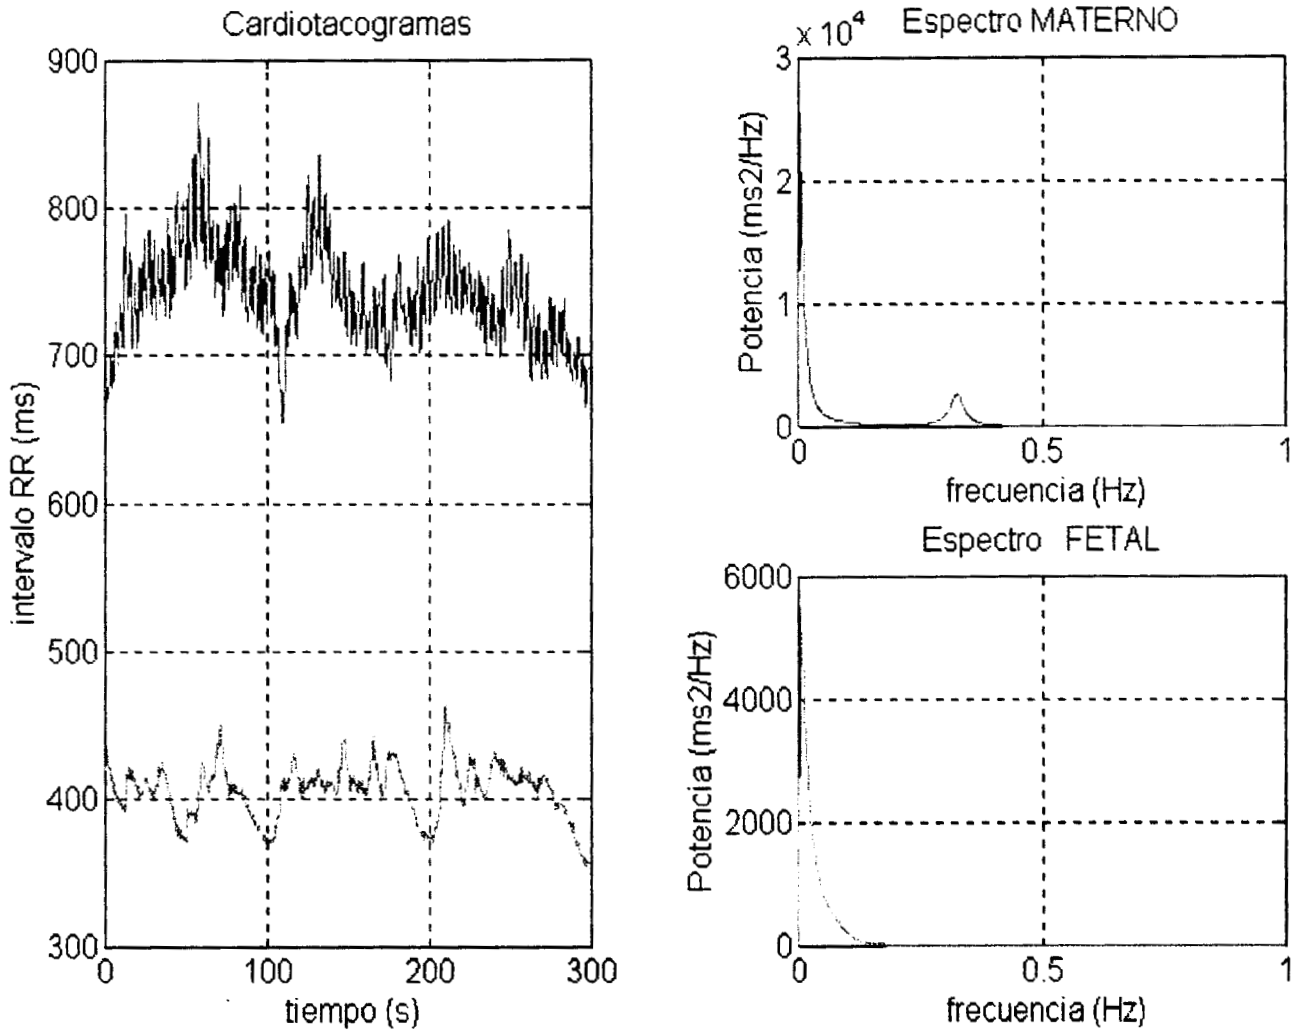 Cardiotacogramas
900
800
700
600
500
400
300
intervalo RR (ms)
0 100 200 300
tiempo (s)
Espectro MATERNO
x 10^4
3
2
1
0
Potencia (ms2/Hz)
0 0.5 1
frecuencia (Hz)
Espectro FETAL
6000
4000
2000
0
Potencia (ms2/Hz)
0 0.5 1
frecuencia (Hz)